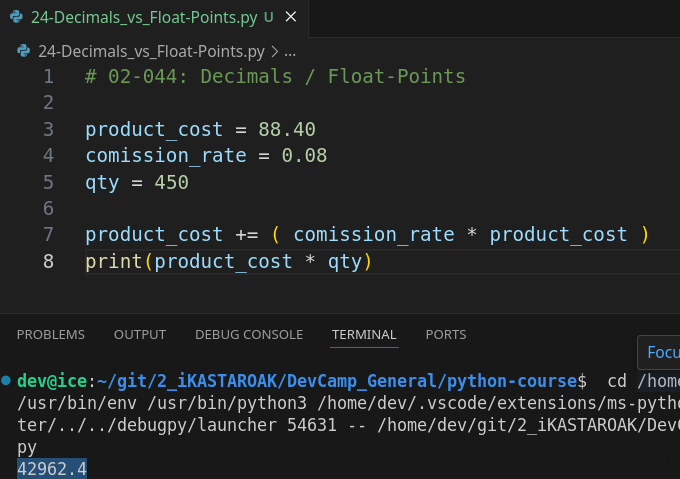 24-Decimals_vs_Float-Points.py U ×
24-Decimals_vs_Float-Points.py > ...
1 # 02-044: Decimals / Float-Points
2
3 product_cost = 88.40
4 comission_rate = 0.08
5 qty = 450
6
7 product_cost += ( comission_rate * product_cost )
8 print(product_cost * qty)
PROBLEMS OUTPUT DEBUG CONSOLE TERMINAL PORTS
Focu
dev@ice:~/git/2_iKASTAROAK/DevCamp_General/python-course$ cd /home
/usr/bin/env /usr/bin/python3 /home/dev/.vscode/extensions/ms-pytho
ter/../../debugpy/launcher 54631 -- /home/dev/git/2_iKASTAROAK/DevC
py
42962.4